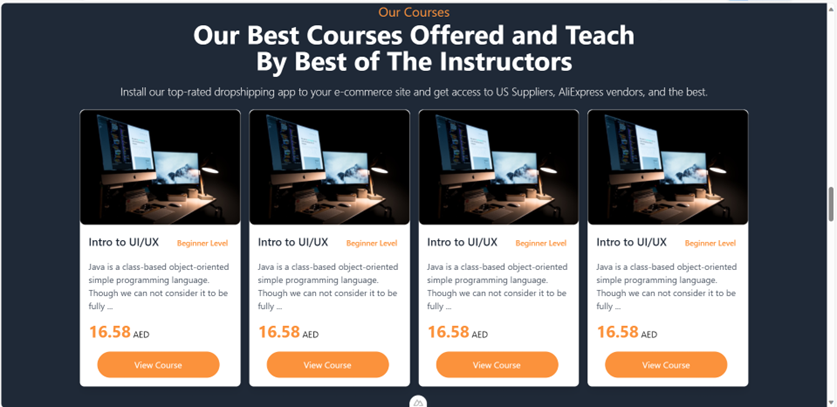 Our Courses
Our Best Courses Offered and Teach
By Best of The Instructors
Install our top-rated dropshipping app to your e-commerce site and get access to US Suppliers, AliExpress vendors, and the best.
Intro to UI/UX Beginner Level
Java is a class-based object-oriented
simple programming language.
Though we can not consider it to be
fully ...
16.58 AED
View Course
Intro to UI/UX Beginner Level
Java is a class-based object-oriented
simple programming language.
Though we can not consider it to be
fully ...
16.58 AED
View Course
Intro to UI/UX Beginner Level
Java is a class-based object-oriented
simple programming language.
Though we can not consider it to be
fully ...
16.58 AED
View Course
Intro to UI/UX Beginner Level
Java is a class-based object-oriented
simple programming language.
Though we can not consider it to be
fully ...
16.58 AED
View Course